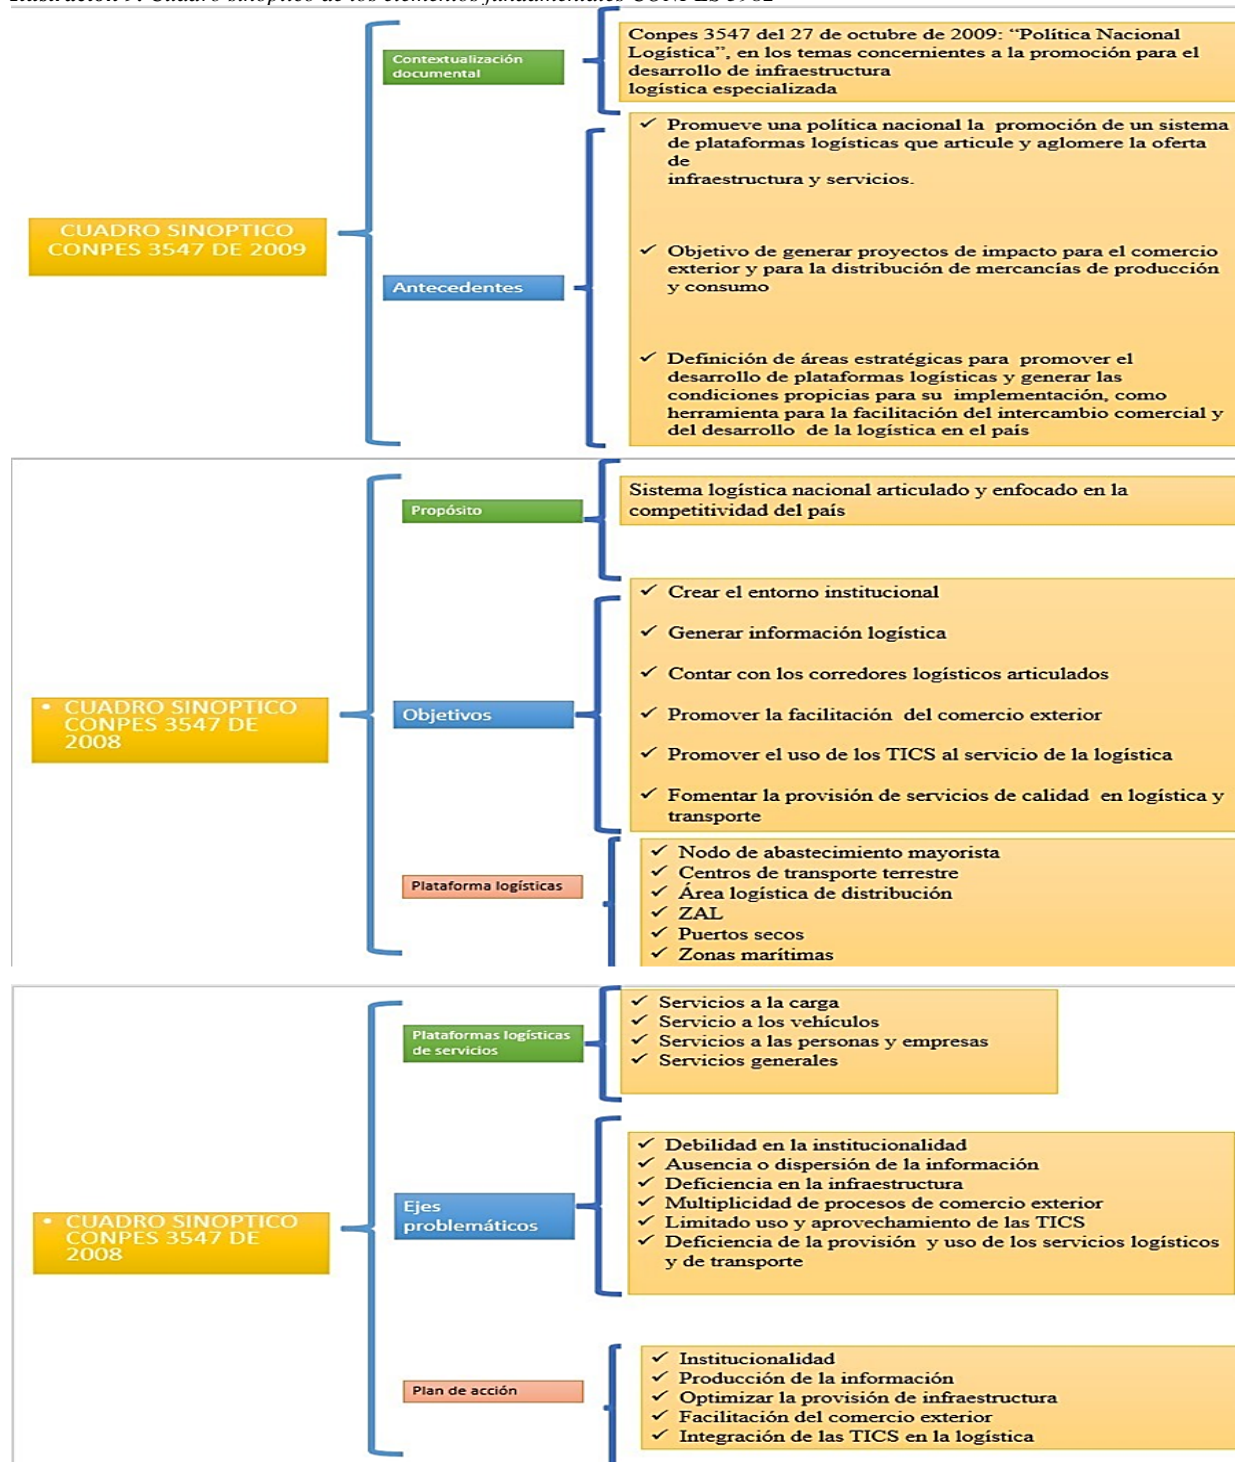 Ilustración 7. Cuadro sinóptico de los elementos fundamentales CONPES 3982
CUADRO SINOPTICO
CONPES 3547 DE 2009
Contextualización
documental
Conpes 3547 del 27 de octubre de 2009: “Política Nacional
Logística”, en los temas concernientes a la promoción para el
desarrollo de infraestructura
logística especializada
Antecedentes
✓ Promueve una política nacional la promoción de un sistema
de plataformas logísticas que articule y aglomere la oferta
de
infraestructura y servicios.
✓ Objetivo de generar proyectos de impacto para el comercio
exterior y para la distribución de mercancías de producción
y consumo
✓ Definición de áreas estratégicas para promover el
desarrollo de plataformas logísticas y generar las
condiciones propicias para su implementación, como
herramienta para la facilitación del intercambio comercial y
del desarrollo de la logística en el país
• CUADRO SINOPTICO
CONPES 3547 DE
2008
Propósito
Sistema logística nacional articulado y enfocado en la
competitividad del país
Objetivos
✓ Crear el entorno institucional
✓ Generar información logística
✓ Contar con los corredores logísticos articulados
✓ Promover la facilitación del comercio exterior
✓ Promover el uso de los TICS al servicio de la logística
✓ Fomentar la provisión de servicios de calidad en logística y
transporte
Plataforma logísticas
✓ Nodo de abastecimiento mayorista
✓ Centros de transporte terrestre
✓ Área logística de distribución
✓ ZAL
✓ Puertos secos
✓ Zonas marítimas
• CUADRO SINOPTICO
CONPES 3547 DE
2008
Plataformas logísticas
de servicios
✓ Servicios a la carga
✓ Servicio a los vehículos
✓ Servicios a las personas y empresas
✓ Servicios generales
Ejes
problemáticos
✓ Debilidad en la institucionalidad
✓ Ausencia o dispersión de la información
✓ Deficiencia en la infraestructura
✓ Multiplicidad de procesos de comercio exterior
✓ Limitado uso y aprovechamiento de las TICS
✓ Deficiencia de la provisión y uso de los servicios logísticos
y de transporte
Plan de acción
✓ Institucionalidad
✓ Producción de la información
✓ Optimizar la provisión de infraestructura
✓ Facilitación del comercio exterior
✓ Integración de las TICS en la logística